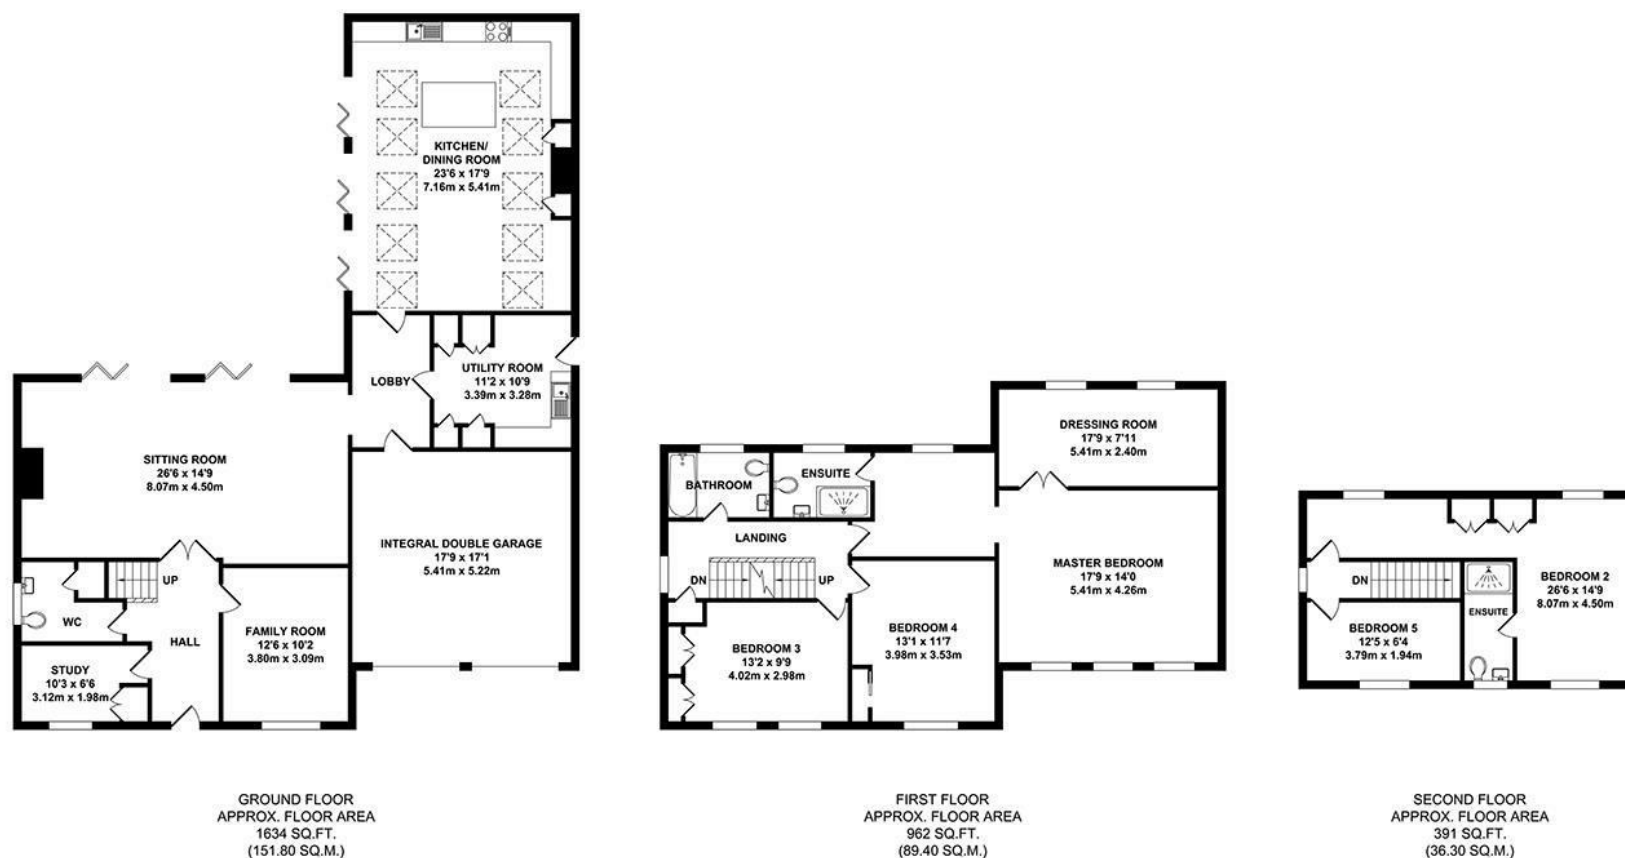 KITCHEN/
DINING ROOM
23'6 x 17'9
7.16m x 5.41m
LOBBY
UTILITY ROOM
11'2 x 10'9
3.39m x 3.28m
SITTING ROOM
26'6 x 14'9
8.07m x 4.50m
INTEGRAL DOUBLE GARAGE
17'9 x 17'1
5.41m x 5.22m
UP
WC
HALL
FAMILY ROOM
12'6 x 10'2
3.80m x 3.09m
STUDY
10'3 x 6'6
3.12m x 1.98m
GROUND FLOOR
APPROX. FLOOR AREA
1634 SQ.FT.
(151.80 SQ.M.)
DRESSING ROOM
17'9 x 7'11
5.41m x 2.40m
BATHROOM
ENSUITE
LANDING
DN
UP
MASTER BEDROOM
17'9 x 14'0
5.41m x 4.26m
BEDROOM 3
13'2 x 9'9
4.02m x 2.98m
BEDROOM 4
13'1 x 11'7
3.98m x 3.53m
FIRST FLOOR
APPROX. FLOOR AREA
962 SQ.FT.
(89.40 SQ.M.)
DN
BEDROOM 2
26'6 x 14'9
8.07m x 4.50m
ENSUITE
BEDROOM 5
12'5 x 6'4
3.79m x 1.94m
SECOND FLOOR
APPROX. FLOOR AREA
391 SQ.FT.
(36.30 SQ.M.)